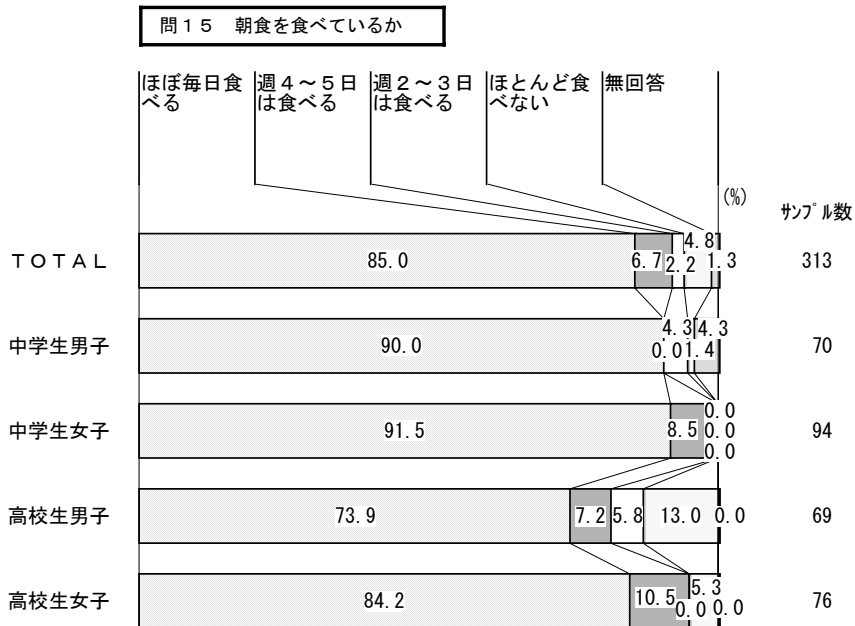 問１５　朝食を食べているか
ほぼ毎日食べる
週４～５日は食べる
週２～３日は食べる
ほとんど食べない
無回答
(%)
ｻﾝﾌﾟﾙ数
ＴＯＴＡＬ 85.0 6.7 2.2 4.8 1.3 313
中学生男子 90.0 0.0 4.3 1.4 4.3 70
中学生女子 91.5 8.5 0.0 0.0 0.0 94
高校生男子 73.9 7.2 5.8 13.0 0.0 69
高校生女子 84.2 10.5 0.0 5.3 0.0 76